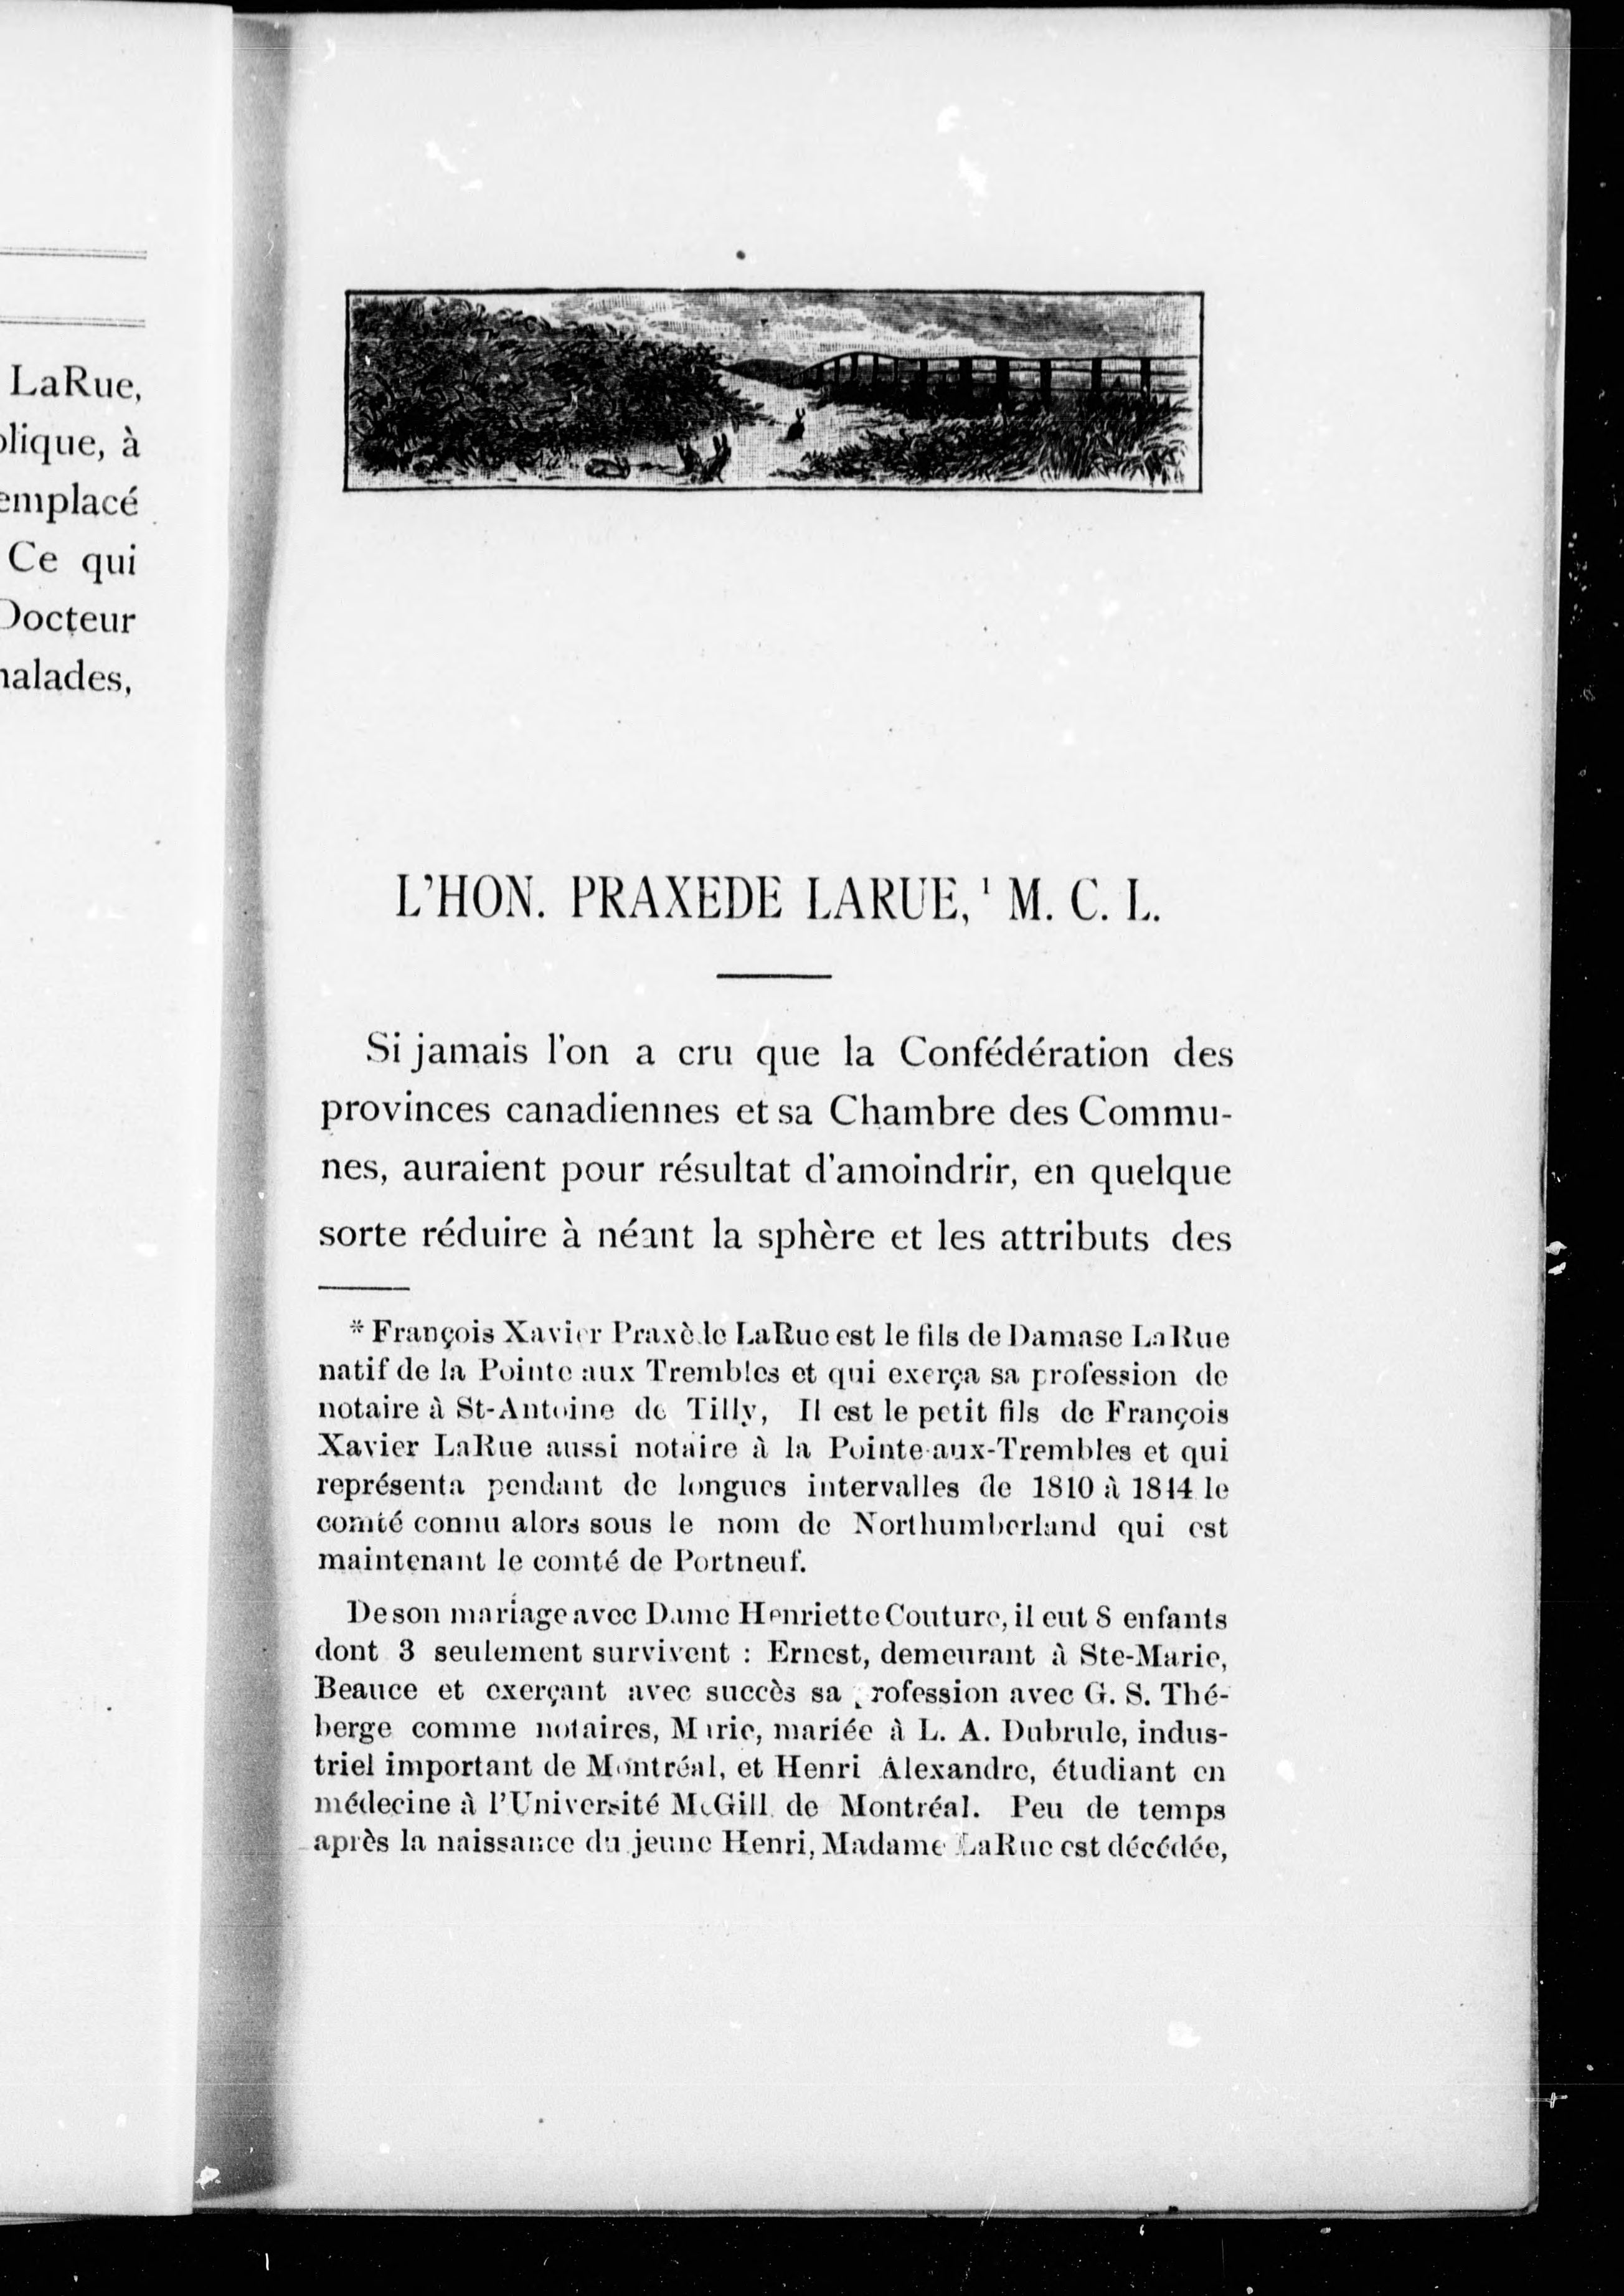 LaRue,
olique, à
emplacé
Ce qui
Docteur
nalades,
L'HON. PRAXEDE LARUE, ¹ M. C. L.
Si jamais l'on a cru que la Confédération des
provinces canadiennes et sa Chambre des Commu-
nes, auraient pour résultat d'amoindrir, en quelque
sorte réduire à néant la sphère et les attributs des
* François Xavier Praxède LaRue est le fils de Damase LaRue
natif de la Pointe aux Trembles et qui exerça sa profession de
notaire à St-Antoine de Tilly, Il est le petit fils de François
Xavier LaRue aussi notaire à la Pointe-aux-Trembles et qui
représenta pendant de longues intervalles de 1810 à 1814 le
comté connu alors sous le nom de Northumberland qui est
maintenant le comté de Portneuf.
De son mariage avec Dame Henriette Couture, il eut 8 enfants
dont 3 seulement survivent : Ernest, demeurant à Ste-Marie,
Beauce et exerçant avec succès sa profession avec G. S. Thé-
berge comme notaires, Marie, mariée à L. A. Dubrule, indus-
triel important de Montréal, et Henri Alexandre, étudiant en
médecine à l'Université McGill de Montréal. Peu de temps
après la naissance du jeune Henri, Madame LaRue est décédée,